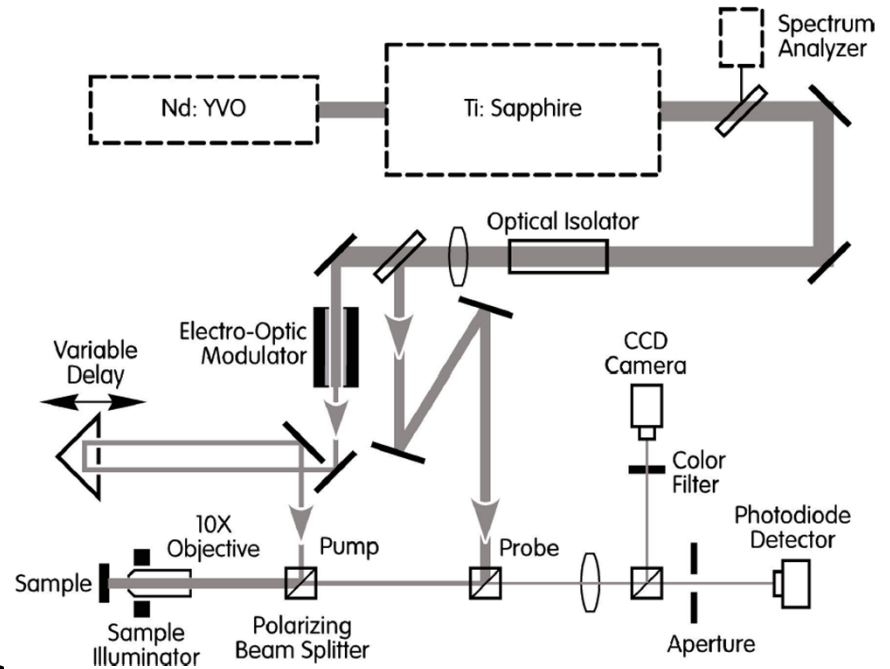 Spectrum
Analyzer
Nd: YVO
Ti: Sapphire
Optical Isolator
Electro-Optic
Modulator
Variable
Delay
CCD
Camera
Color
Filter
10X
Objective
Pump
Probe
Photodiode
Detector
Sample
Sample
Illuminator
Polarizing
Beam Splitter
Aperture